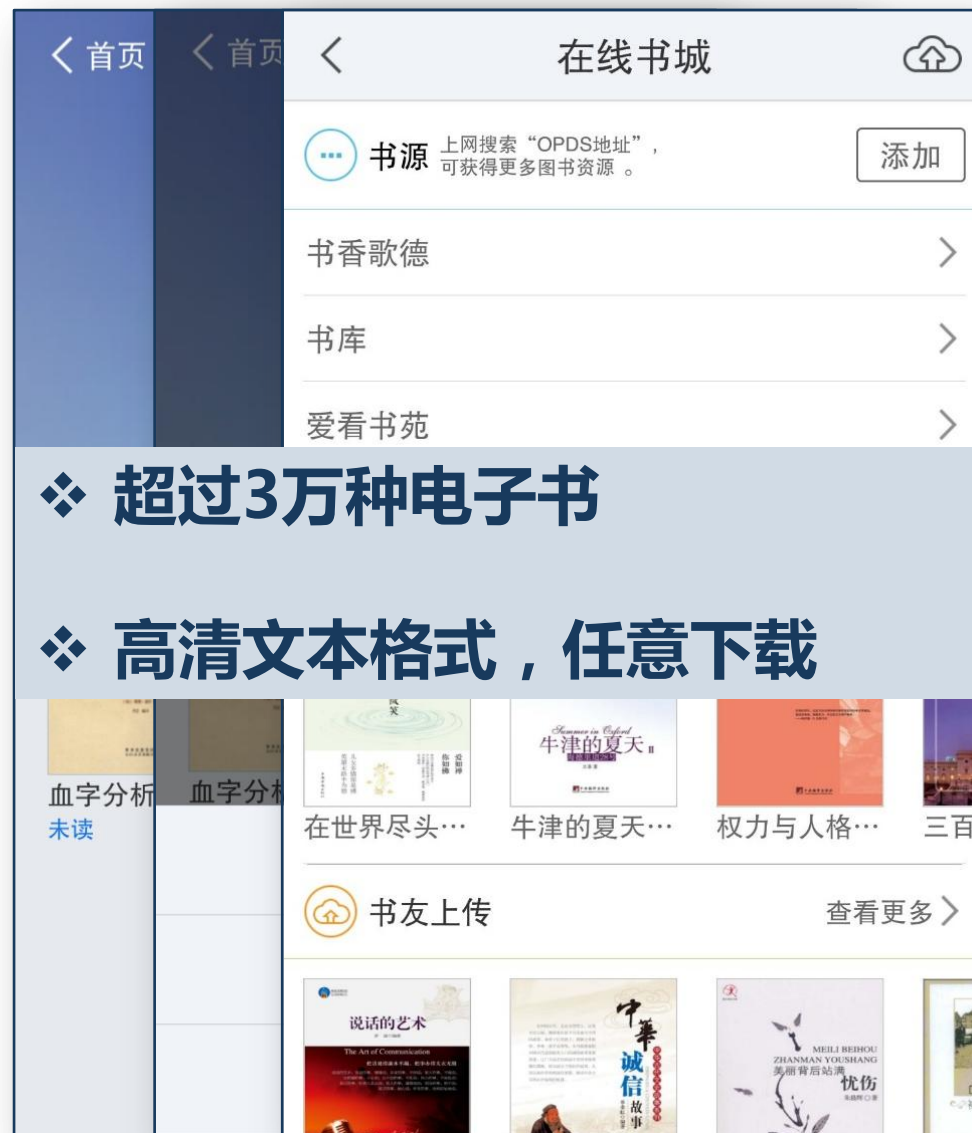 首页
首页
在线书城
书源
上网搜索“OPDS地址”,
可获得更多图书资源 。
添加
书香歌德
书库
爱看书苑
❖ 超过3万种电子书
❖ 高清文本格式，任意下载
血字分析
未读
血字分析
Summer in Oxford
牛津的夏天
在世界尽头…
牛津的夏天…
权力与人格…
三百
书友上传
查看更多
说话的艺术
The Art of Communication
中华
诚信
故事
MEILI BEIHOU
ZHANMAN YOUSHANG
美丽背后站满
忧伤